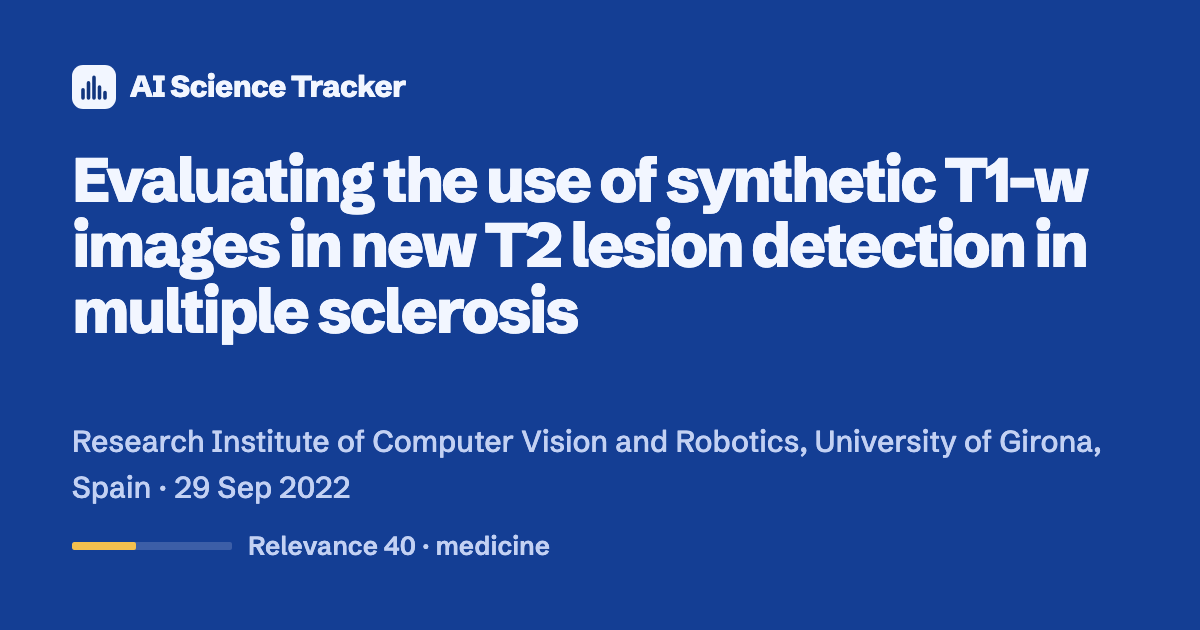 AI Science Tracker
Evaluating the use of synthetic T1-w
images in new T2 lesion detection in
multiple sclerosis
Research Institute of Computer Vision and Robotics, University of Girona,
Spain · 29 Sep 2022
Relevance 40 · medicine